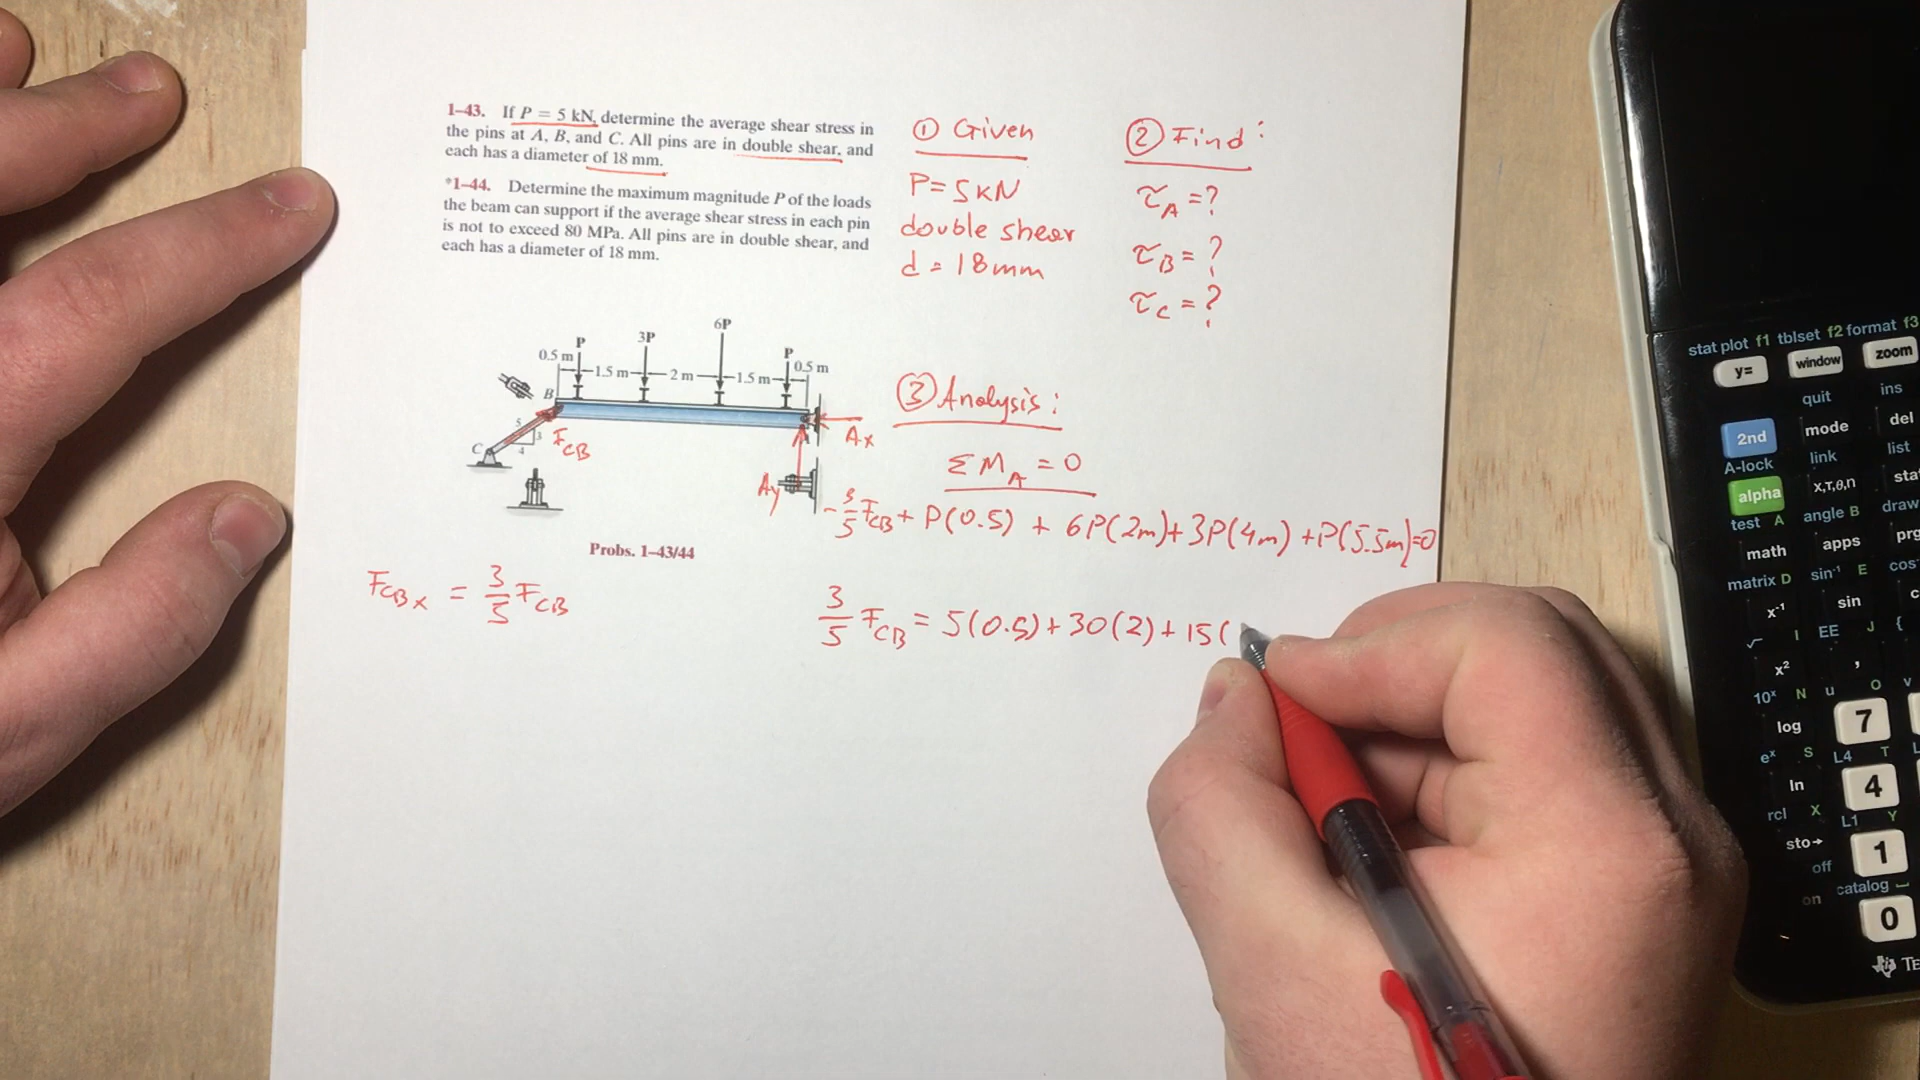 1–43. If P = 5 kN, determine the average shear stress in
the pins at A, B, and C. All pins are in double shear, and
each has a diameter of 18 mm.
*1–44. Determine the maximum magnitude P of the loads
the beam can support if the average shear stress in each pin
is not to exceed 80 MPa. All pins are in double shear, and
each has a diameter of 18 mm.
① Given
P = 5 kN
double shear
d = 18 mm
② Find:
τA = ?
τB = ?
τC = ?
6P
3P
P
P
0.5 m
1.5 m
2 m
1.5 m
0.5 m
B
C
5
3
4
FCB
Ax
Ay
Probs. 1–43/44
③ Analysis:
ΣMA = 0
- 3/5 FCB + P(0.5) + 6P(2m) + 3P(4m) + P(5.5m) = 0
FCBx = 3/5 FCB
3/5 FCB = 5(0.5) + 30(2) + 15(
stat plot f1 tblset f2 format f3
y= window zoom
quit ins
2nd mode del
A-lock link list
alpha X,T,θ,n sta
test A angle B draw
math apps prg
matrix D sin-1 E cos
x-1 sin c
√ I EE J {
x2 ,
10x N u O v
log 7
ex S L4 T L
ln 4
rcl X L1 Y
sto→ 1
off catalog
on 0
TE